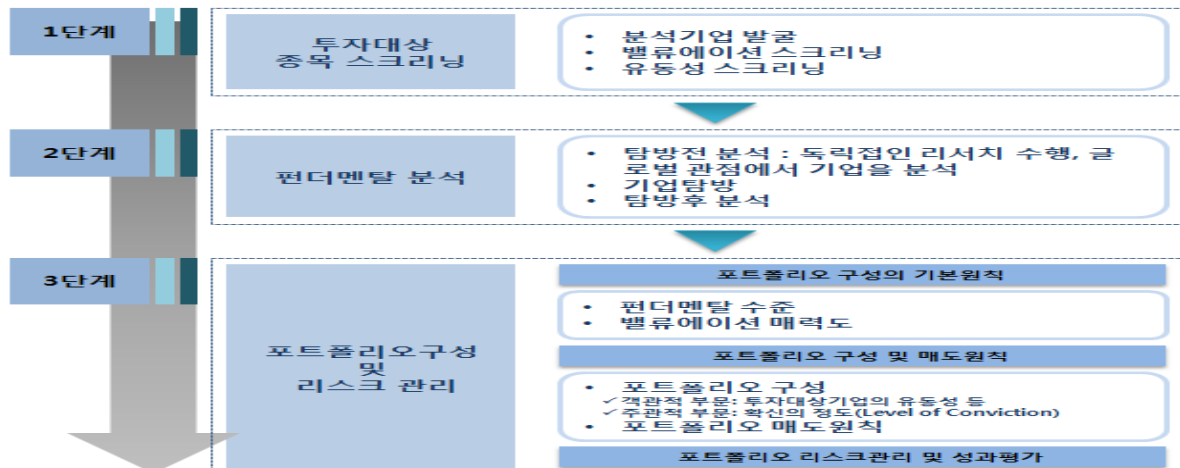 1단계
투자대상
종목 스크리닝
• 분석기업 발굴
• 밸류에이션 스크리닝
• 유동성 스크리닝
2단계
펀더멘탈 분석
• 탐방전 분석 : 독립접인 리서치 수행, 글
로벌 관점에서 기업을 분석
• 기업탐방
• 탐방후 분석
3단계
포트폴리오구성
및
리스크 관리
포트폴리오 구성의 기본원칙
• 펀더멘탈 수준
• 밸류에이션 매력도
포트폴리오 구성 및 매도원칙
• 포트폴리오 구성
✓객관적 부문: 투자대상기업의 유동성 등
✓주관적 부문: 확신의 정도(Level of Conviction)
• 포트폴리오 매도원칙
포트폴리오 리스크관리 및 성과평가